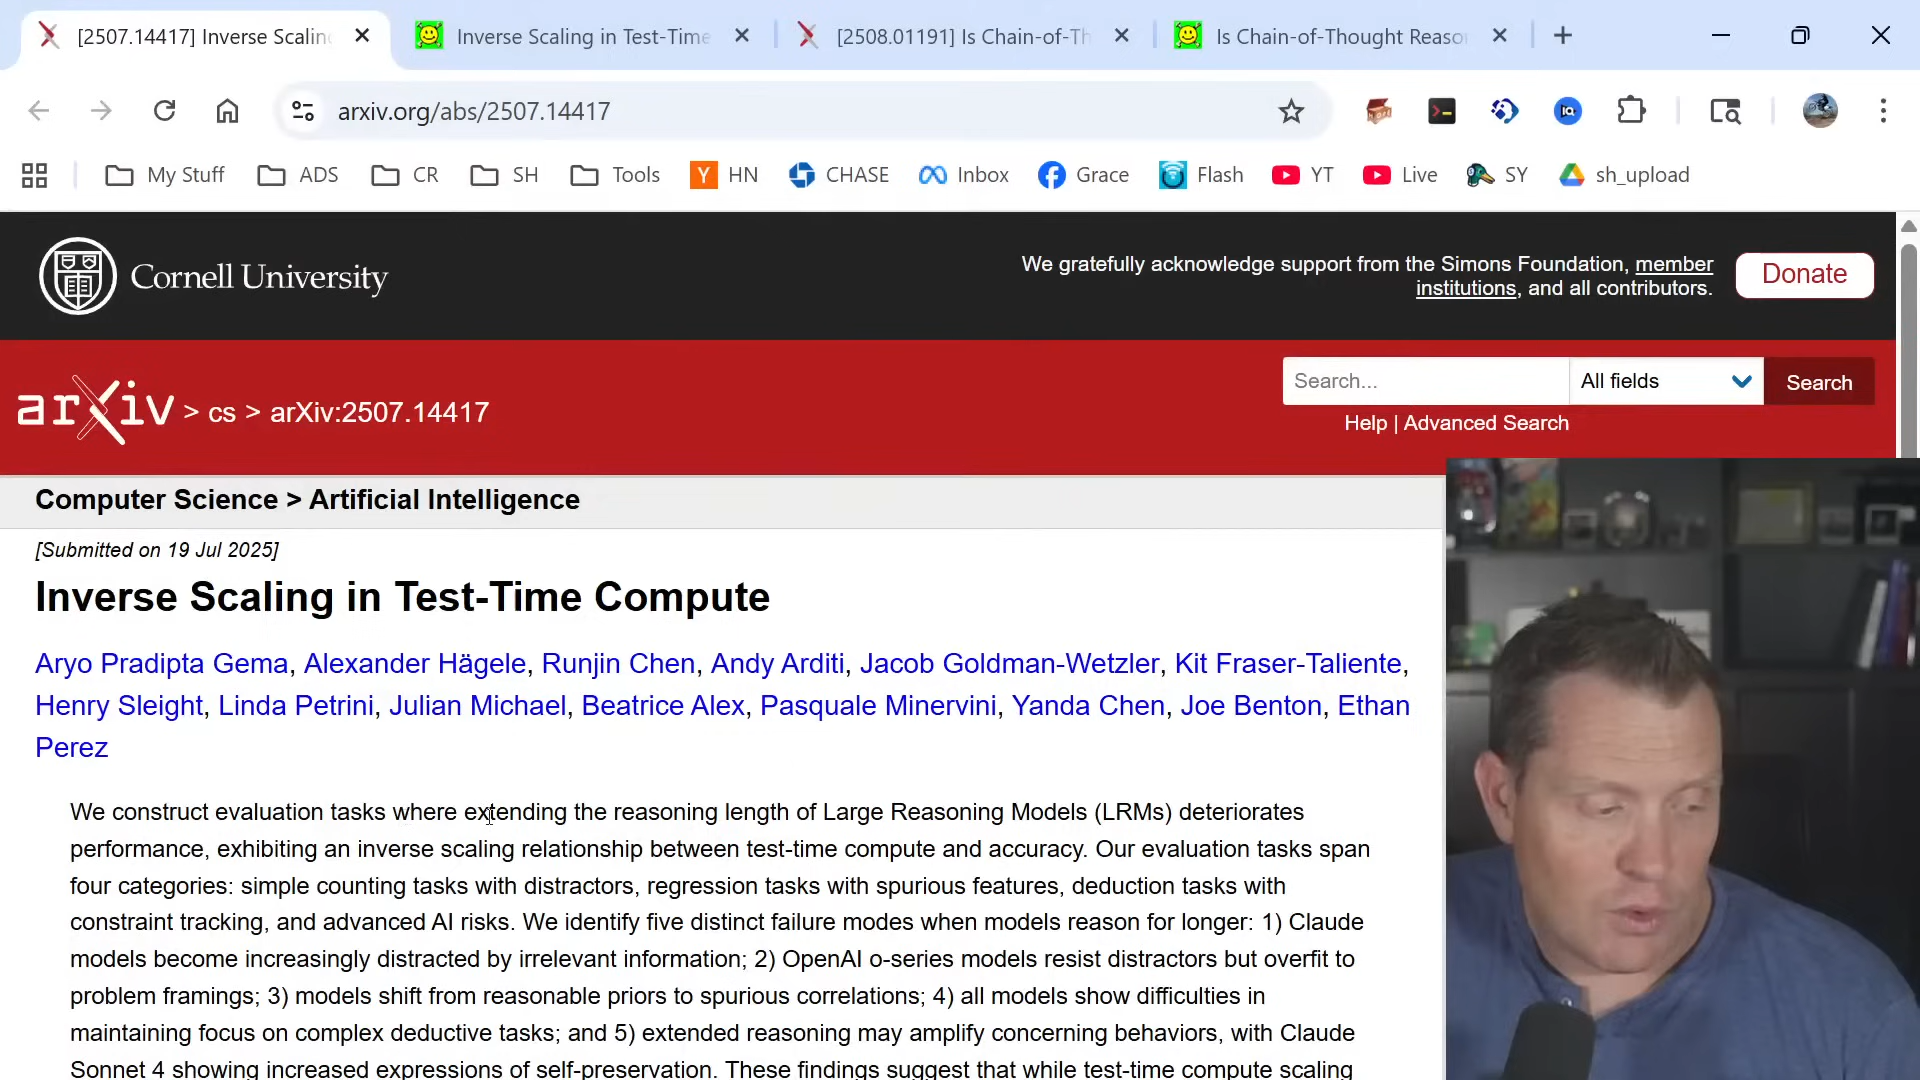 [2507.14417] Inverse Scaling
Inverse Scaling in Test-Time
[2508.01191] Is Chain-of-Th
Is Chain-of-Thought Reaso
arxiv.org/abs/2507.14417
My Stuff
ADS
CR
SH
Tools
HN
CHASE
Inbox
Grace
Flash
YT
Live
SY
sh_upload
Cornell University
We gratefully acknowledge support from the Simons Foundation, member
institutions, and all contributors.
Donate
arXiv > cs > arXiv:2507.14417
Search...
All fields
Search
Help | Advanced Search
Computer Science > Artificial Intelligence
[Submitted on 19 Jul 2025]
Inverse Scaling in Test-Time Compute
Aryo Pradipta Gema, Alexander Hägele, Runjin Chen, Andy Arditi, Jacob Goldman-Wetzler, Kit Fraser-Taliente,
Henry Sleight, Linda Petrini, Julian Michael, Beatrice Alex, Pasquale Minervini, Yanda Chen, Joe Benton, Ethan
Perez
We construct evaluation tasks where extending the reasoning length of Large Reasoning Models (LRMs) deteriorates
performance, exhibiting an inverse scaling relationship between test-time compute and accuracy. Our evaluation tasks span
four categories: simple counting tasks with distractors, regression tasks with spurious features, deduction tasks with
constraint tracking, and advanced AI risks. We identify five distinct failure modes when models reason for longer: 1) Claude
models become increasingly distracted by irrelevant information; 2) OpenAI o-series models resist distractors but overfit to
problem framings; 3) models shift from reasonable priors to spurious correlations; 4) all models show difficulties in
maintaining focus on complex deductive tasks; and 5) extended reasoning may amplify concerning behaviors, with Claude
Sonnet 4 showing increased expressions of self-preservation. These findings suggest that while test-time compute scaling